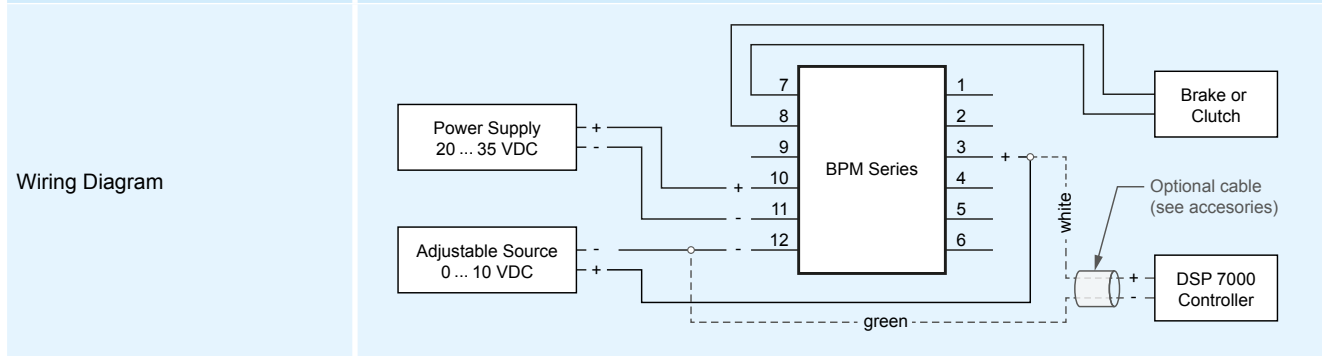 Wiring Diagram
Power Supply
20 ... 35 VDC
+
-
Adjustable Source
0 ... 10 VDC
-
+
7
8
9
+ 10
- 11
- 12
BPM Series
1
2
3 +
4
5
6
white
green
Brake or
Clutch
Optional cable
(see accesories)
+
-
DSP 7000
Controller